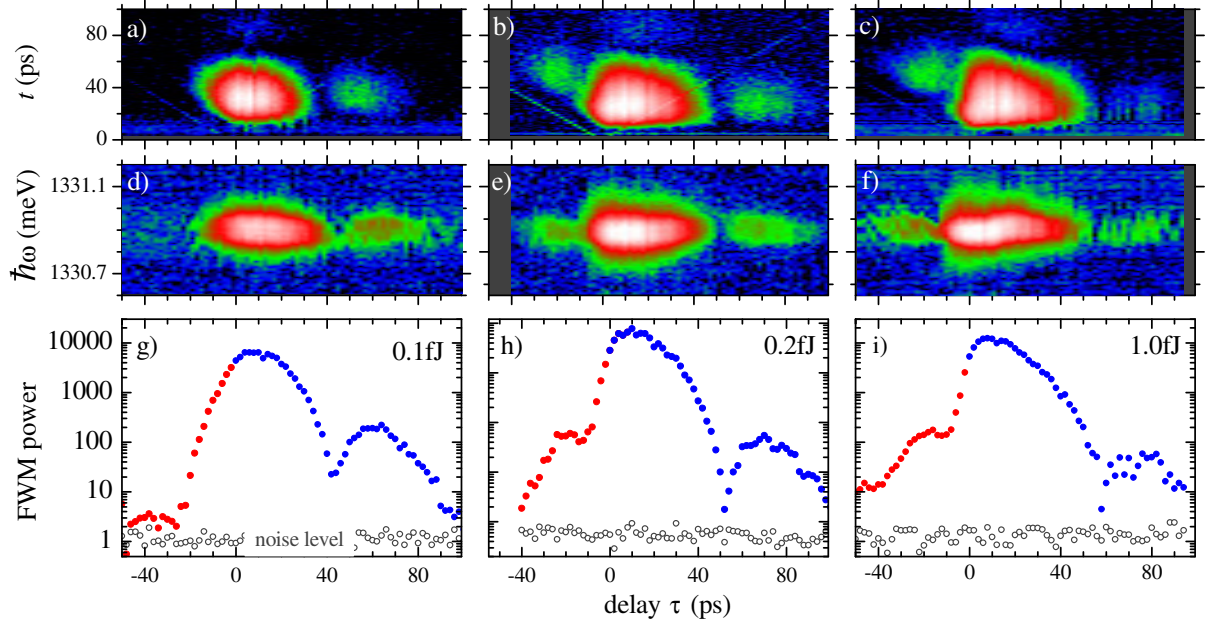 a) b) c)
80
40
0
t (ps)
d) e) f)
1331.1
1330.7
ℏω (meV)
g) 0.1fJ h) 0.2fJ i) 1.0fJ
10000
1000
100
10
1
FWM power
noise level
-40 0 40 80 -40 0 40 80 -40 0 40 80
delay τ (ps)